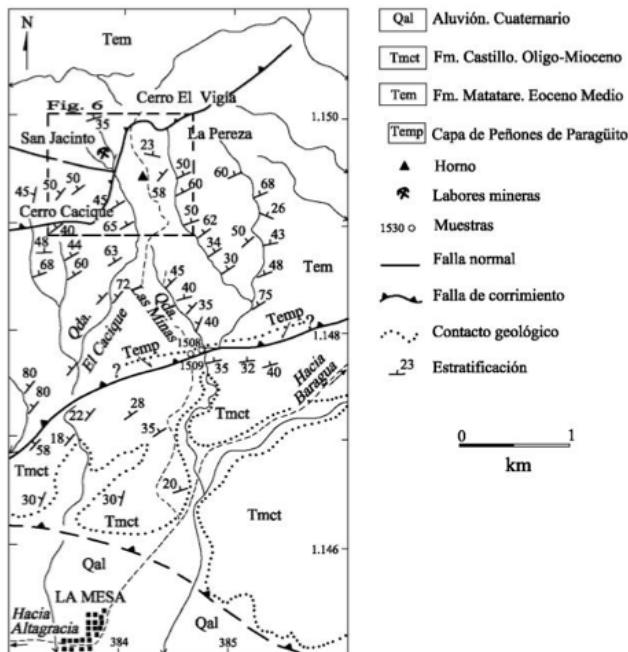 N
Tem
Fig. 6
Cerro El Vigía
35
San Jacinto
La Pereza
1.150
23
50
60
68
45
50
50
58
60
26
Cerro Cacique
50
40
65
62
48
44
63
34
50
43
68
60
30
48
Tem
72
45
40
75
Qda.
El Cacique
Qda.
Las Minas
35
40
Temp
?
1.148
?
Temp
1508
1509
35
32
40
Hacia
Baragua
80
80
22
28
Tmct
18
58
35
Tmct
20
30
30
Tmct
Tmct
1.146
Qal
LA MESA
Hacia
Altagracia
Qal
384
385
Qal Aluvión. Cuaternario
Tmct Fm. Castillo. Oligo-Mioceno
Tem Fm. Matatare. Eoceno Medio
Temp Capa de Peñones de Paragüito
Horno
Labores mineras
1530 Muestras
Falla normal
Falla de corrimiento
Contacto geológico
23 Estratificación
0 1
km